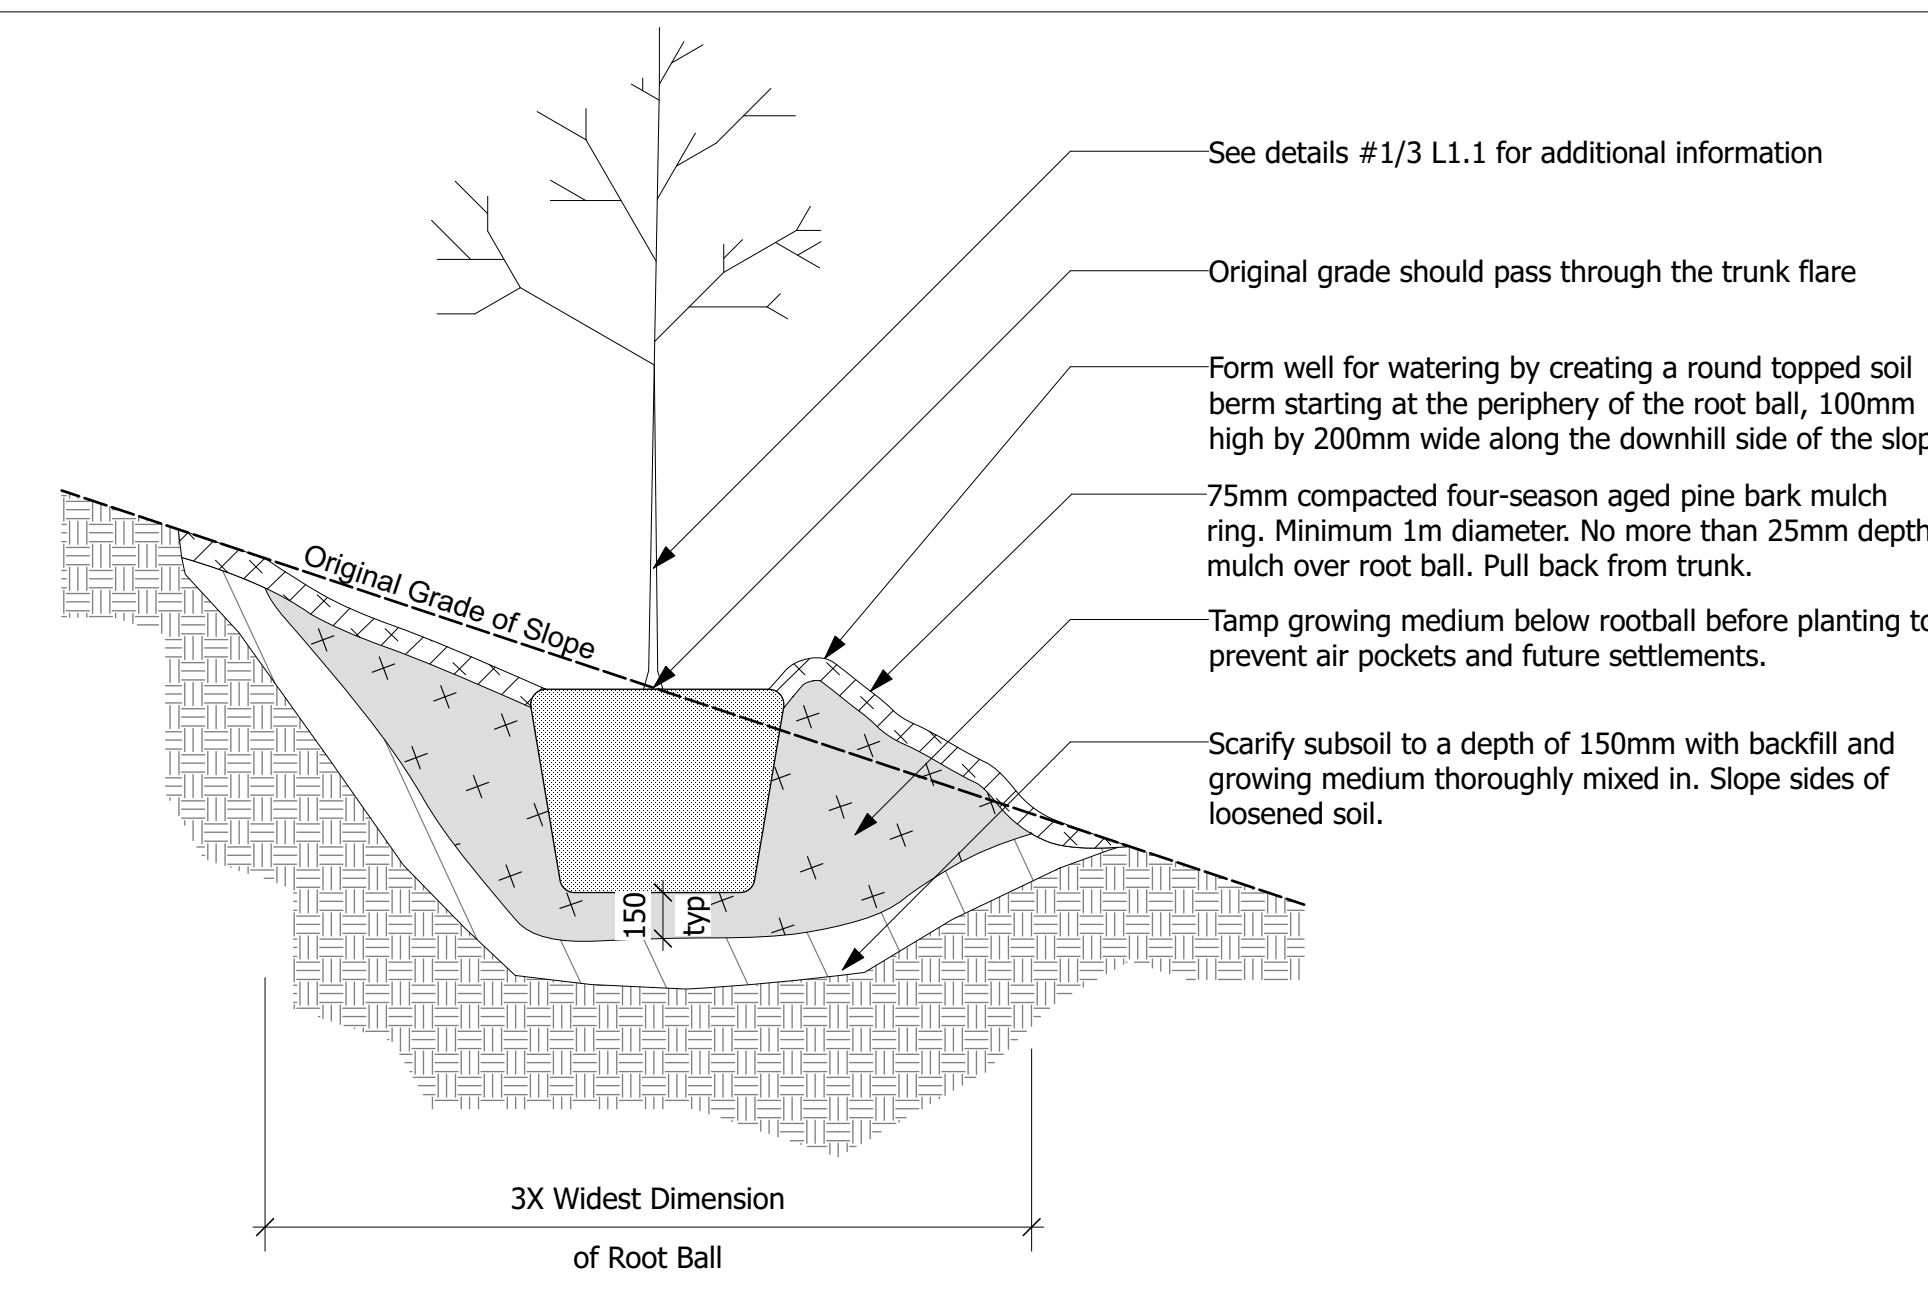 See details #1/3 L1.1 for additional information
Original grade should pass through the trunk flare
Form well for watering by creating a round topped soil
berm starting at the periphery of the root ball, 100mm
high by 200mm wide along the downhill side of the slop
75mm compacted four-season aged pine bark mulch
ring. Minimum 1m diameter. No more than 25mm depth
mulch over root ball. Pull back from trunk.
Original Grade of Slope
Tamp growing medium below rootball before planting to
prevent air pockets and future settlements.
Scarify subsoil to a depth of 150mm with backfill and
growing medium thoroughly mixed in. Slope sides of
loosened soil.
150
typ
3X Widest Dimension
of Root Ball